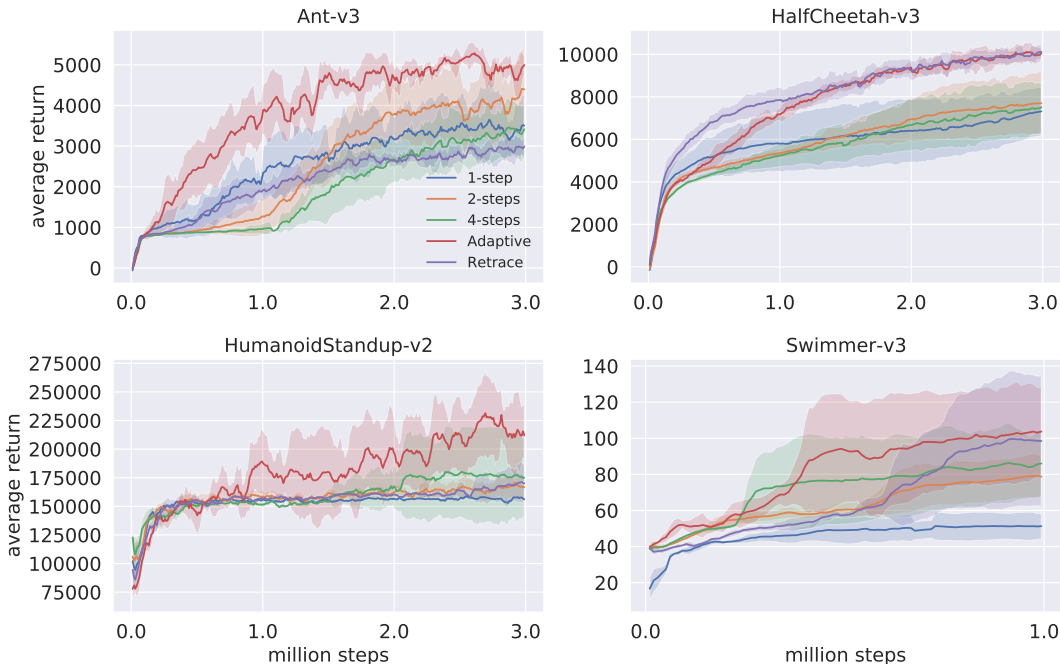 Ant-v3
average return
5000
4000
3000
2000
1000
0
0.0 1.0 2.0 3.0
1-step
2-steps
4-steps
Adaptive
Retrace
HalfCheetah-v3
10000
8000
6000
4000
2000
0
0.0 1.0 2.0 3.0
HumanoidStandup-v2
average return
275000
250000
225000
200000
175000
150000
125000
100000
75000
0.0 1.0 2.0 3.0
million steps
Swimmer-v3
140
120
100
80
60
40
20
0.0 1.0
million steps